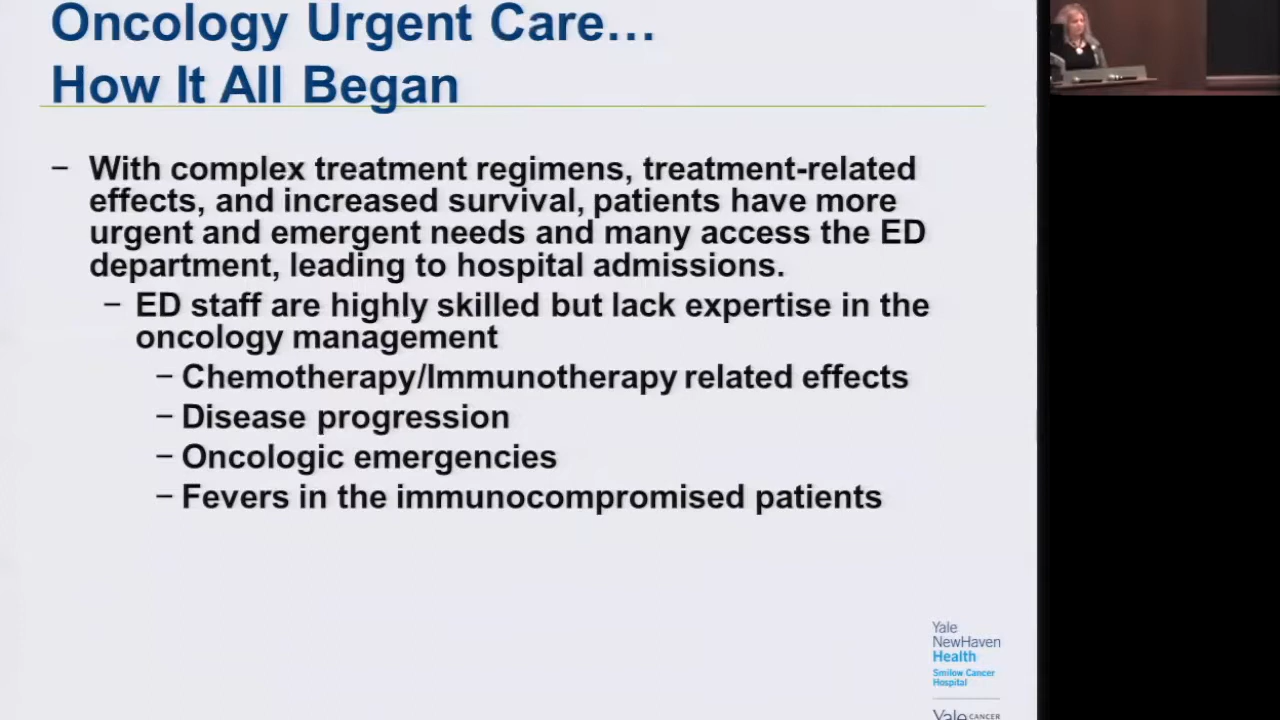 Oncology Urgent Care…
How It All Began
– With complex treatment regimens, treatment-related
effects, and increased survival, patients have more
urgent and emergent needs and many access the ED
department, leading to hospital admissions.
– ED staff are highly skilled but lack expertise in the
oncology management
– Chemotherapy/Immunotherapy related effects
– Disease progression
– Oncologic emergencies
– Fevers in the immunocompromised patients
Yale
NewHaven
Health
Smilow Cancer
Hospital
Yale CANCER